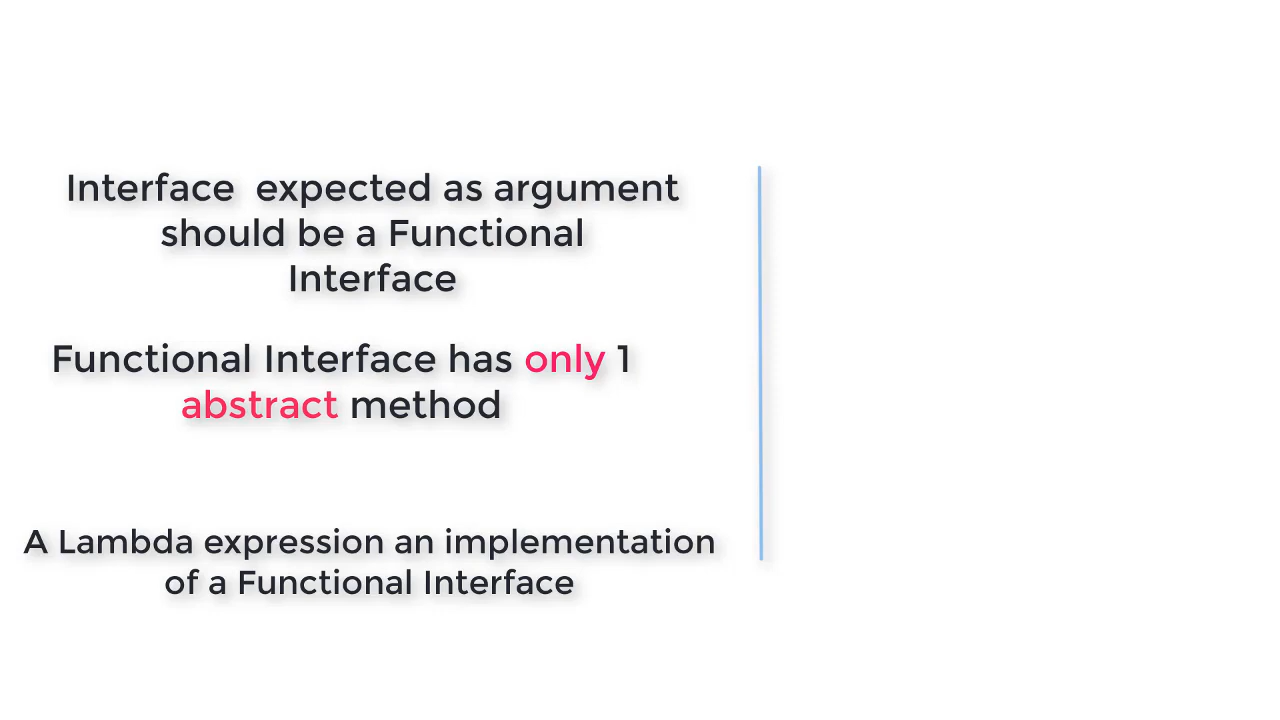 Interface expected as argument
should be a Functional
Interface
Functional Interface has only 1
abstract method
A Lambda expression an implementation
of a Functional Interface